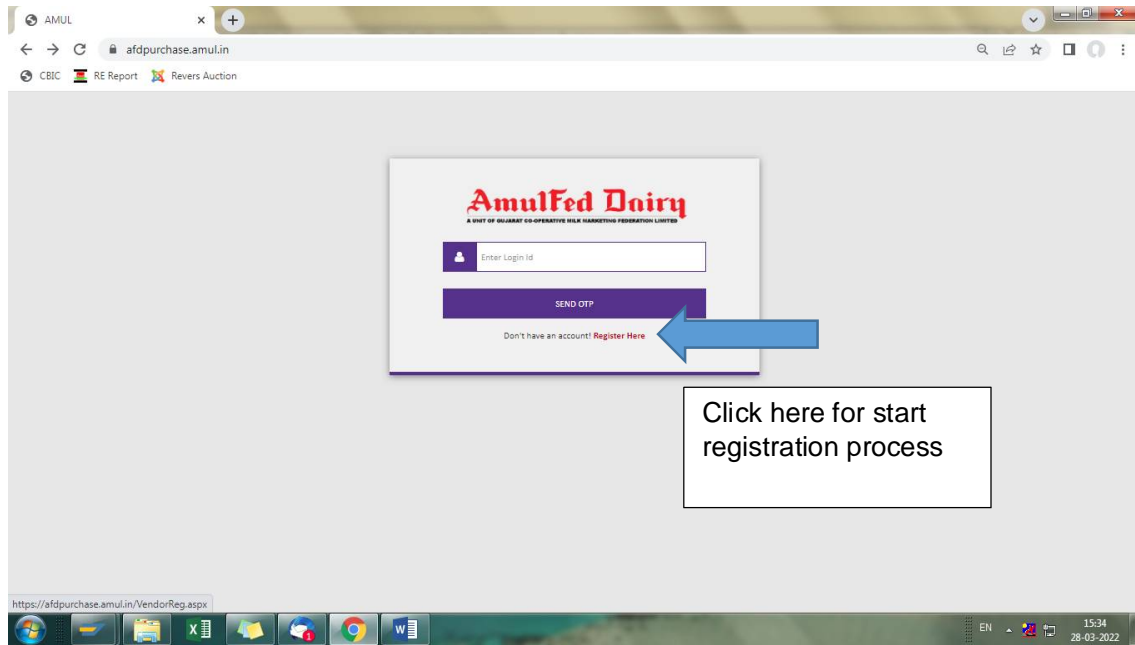 AMUL
afdpurchase.amul.in
CBIC RE Report Revers Auction
AmulFed Dairy
A UNIT OF GUJARAT CO-OPERATIVE MILK MARKETING FEDERATION LIMITED
Enter Login Id
SEND OTP
Don't have an account! Register Here
Click here for start
registration process
https://afdpurchase.amul.in/VendorReg.aspx
EN 15:34
28-03-2022